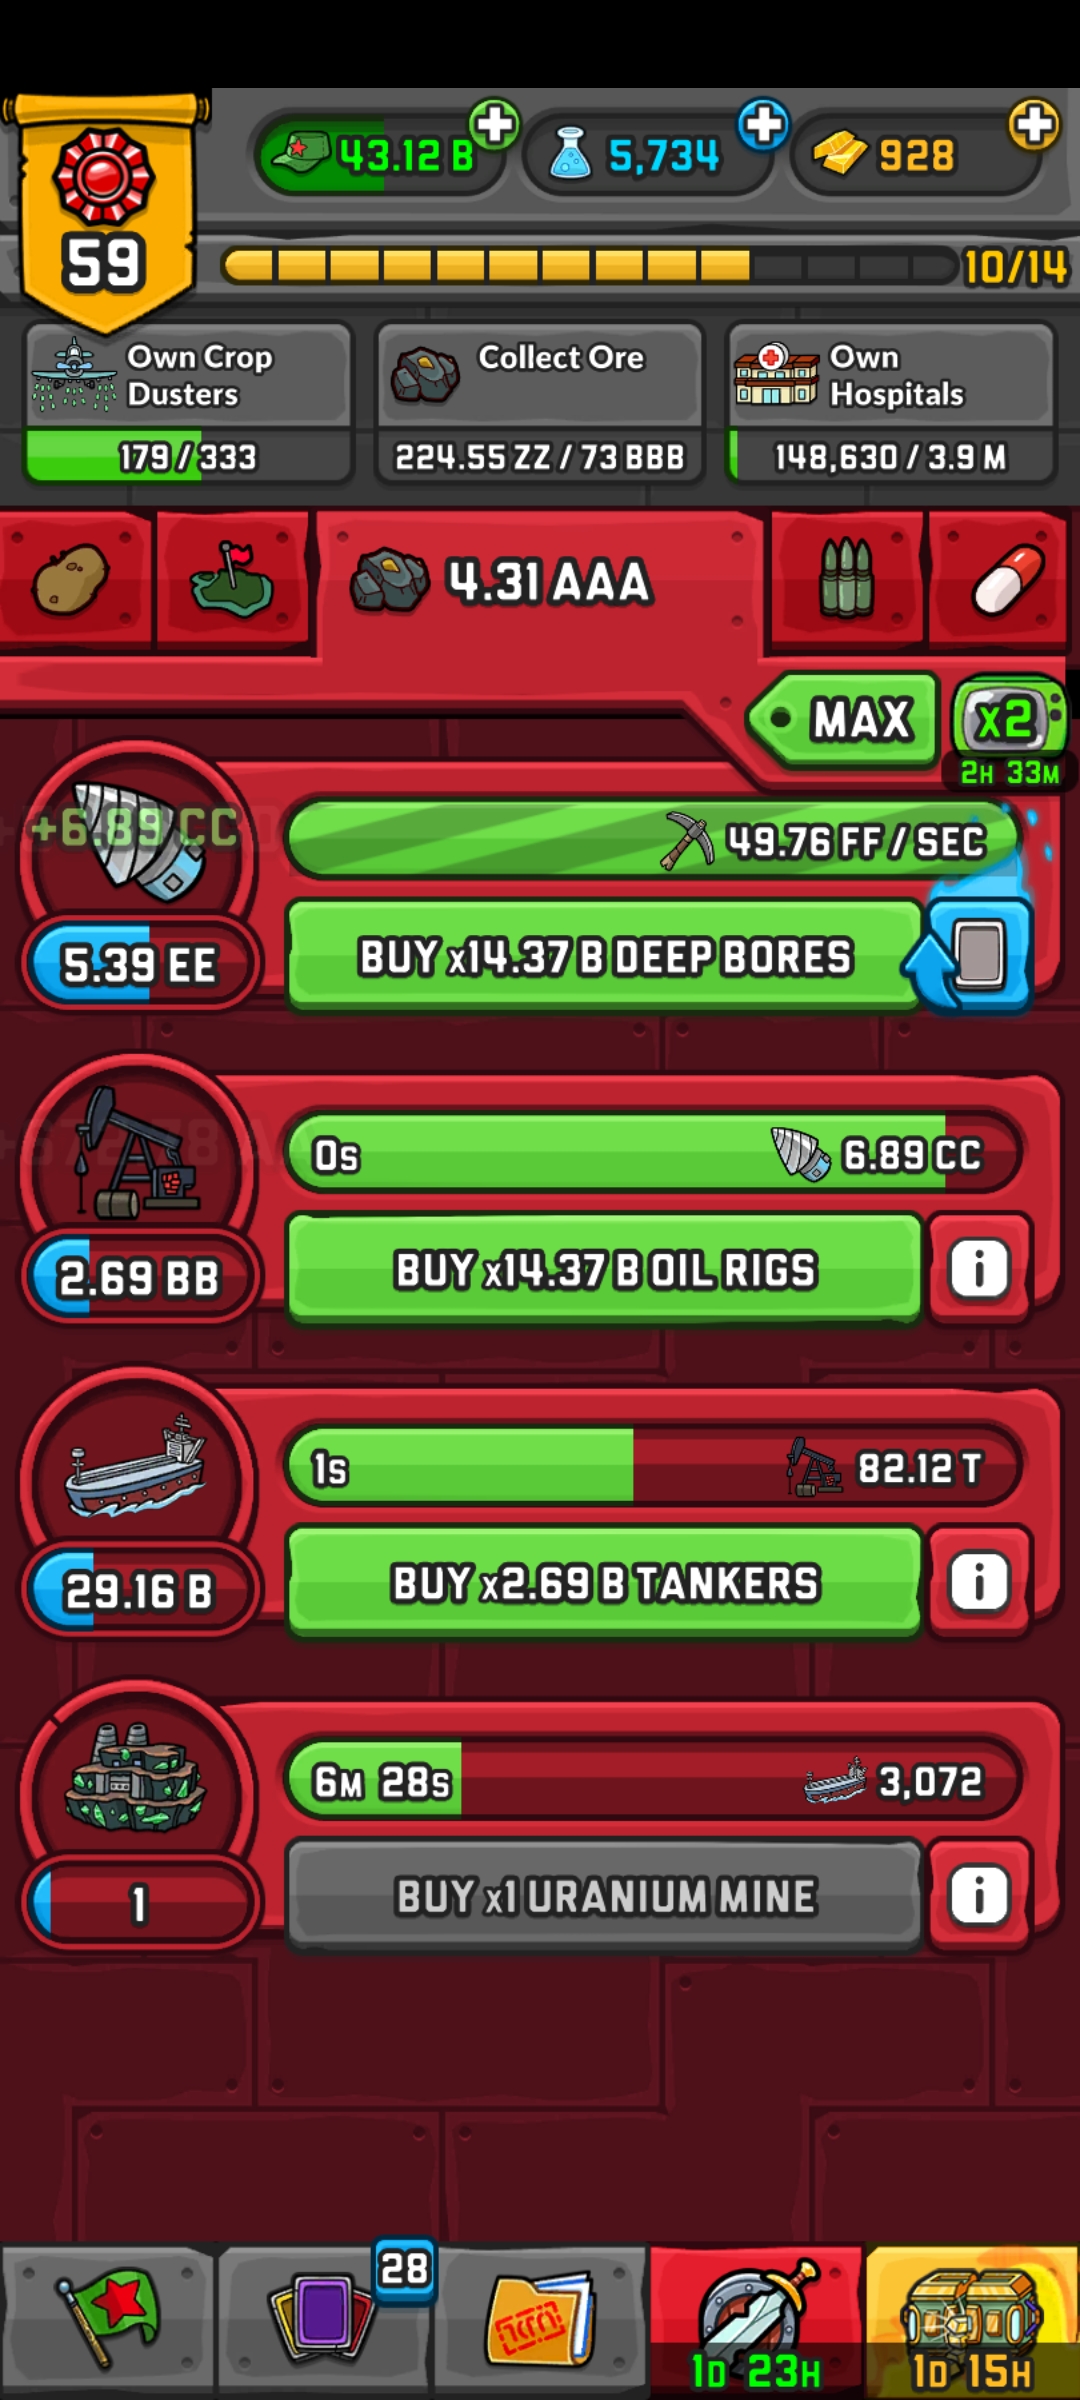 43.12 B
5,734
928
59
10/14
Own Crop
Dusters
179 / 333
Collect Ore
224.55 ZZ / 73 BBB
Own
Hospitals
148,630 / 3.9 M
4.31 AAA
MAX
x2
2H 33M
+6.89 CC
49.76 FF / SEC
5.39 EE
BUY x14.37 B DEEP BORES
0s
6.89 CC
2.69 BB
BUY x14.37 B OIL RIGS
i
1s
82.12 T
29.16 B
BUY x2.69 B TANKERS
i
6M 28s
3,072
1
BUY x1 URANIUM MINE
i
28
1D 23H
1D 15H